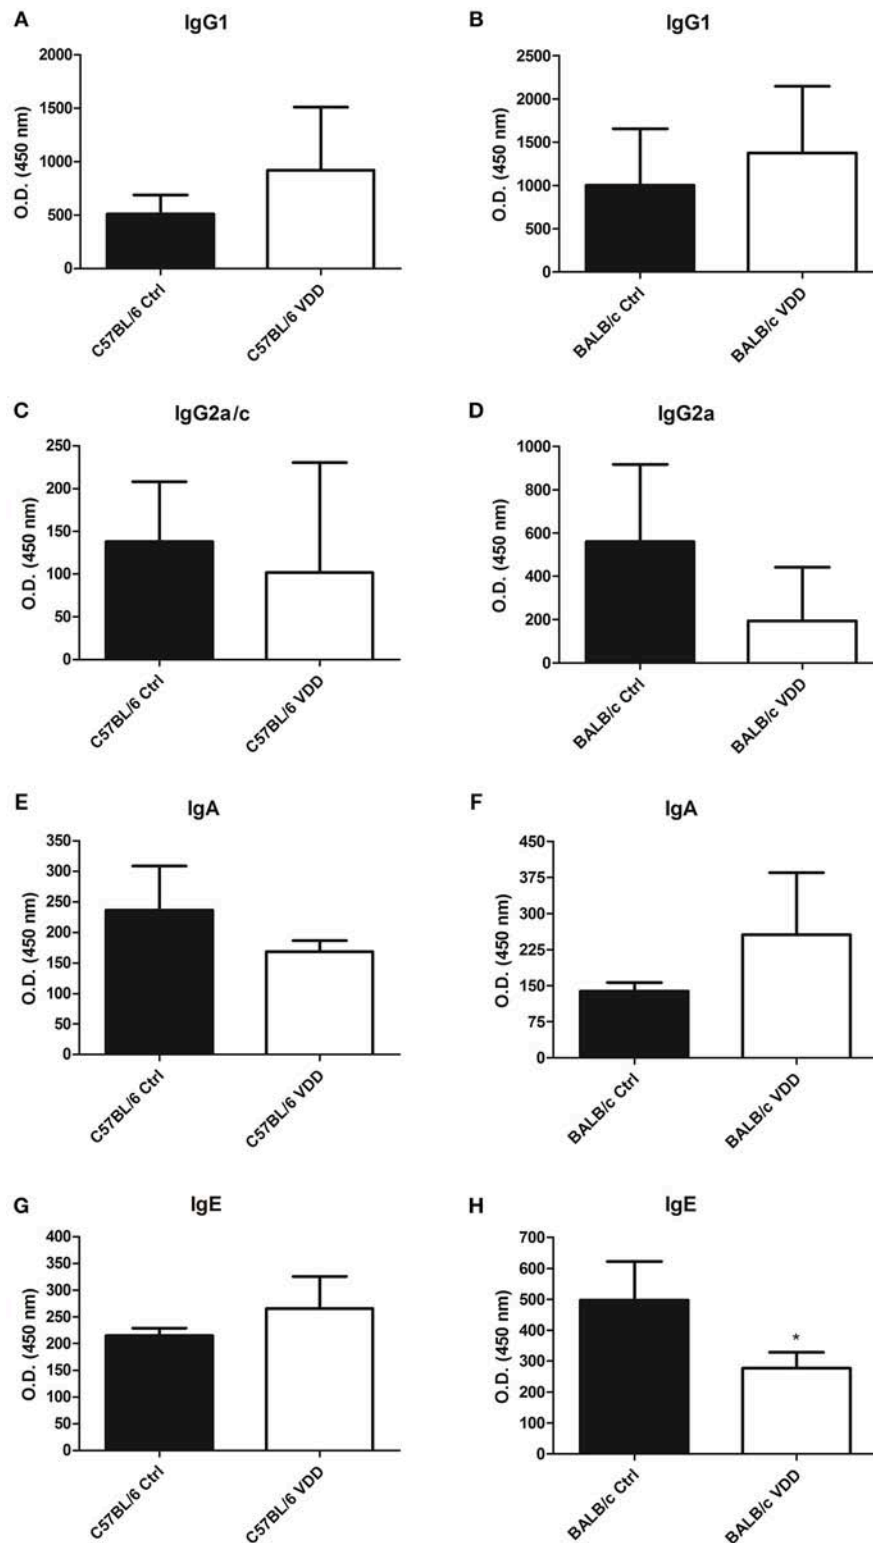 A
IgG1
O.D. (450 nm)
2000
1500
1000
500
0
C57BL/6 Ctrl
C57BL/6 VDD
B
IgG1
O.D. (450 nm)
2500
2000
1500
1000
500
0
BALB/c Ctrl
BALB/c VDD
C
IgG2a/c
O.D. (450 nm)
250
200
150
100
50
0
C57BL/6 Ctrl
C57BL/6 VDD
D
IgG2a
O.D. (450 nm)
1000
800
600
400
200
0
BALB/c Ctrl
BALB/c VDD
E
IgA
O.D. (450 nm)
350
300
250
200
150
100
50
0
C57BL/6 Ctrl
C57BL/6 VDD
F
IgA
O.D. (450 nm)
450
375
300
225
150
75
0
BALB/c Ctrl
BALB/c VDD
G
IgE
O.D. (450 nm)
400
350
300
250
200
150
100
50
0
C57BL/6 Ctrl
C57BL/6 VDD
H
IgE
O.D. (450 nm)
700
600
500
400
300
200
100
0
*
BALB/c Ctrl
BALB/c VDD